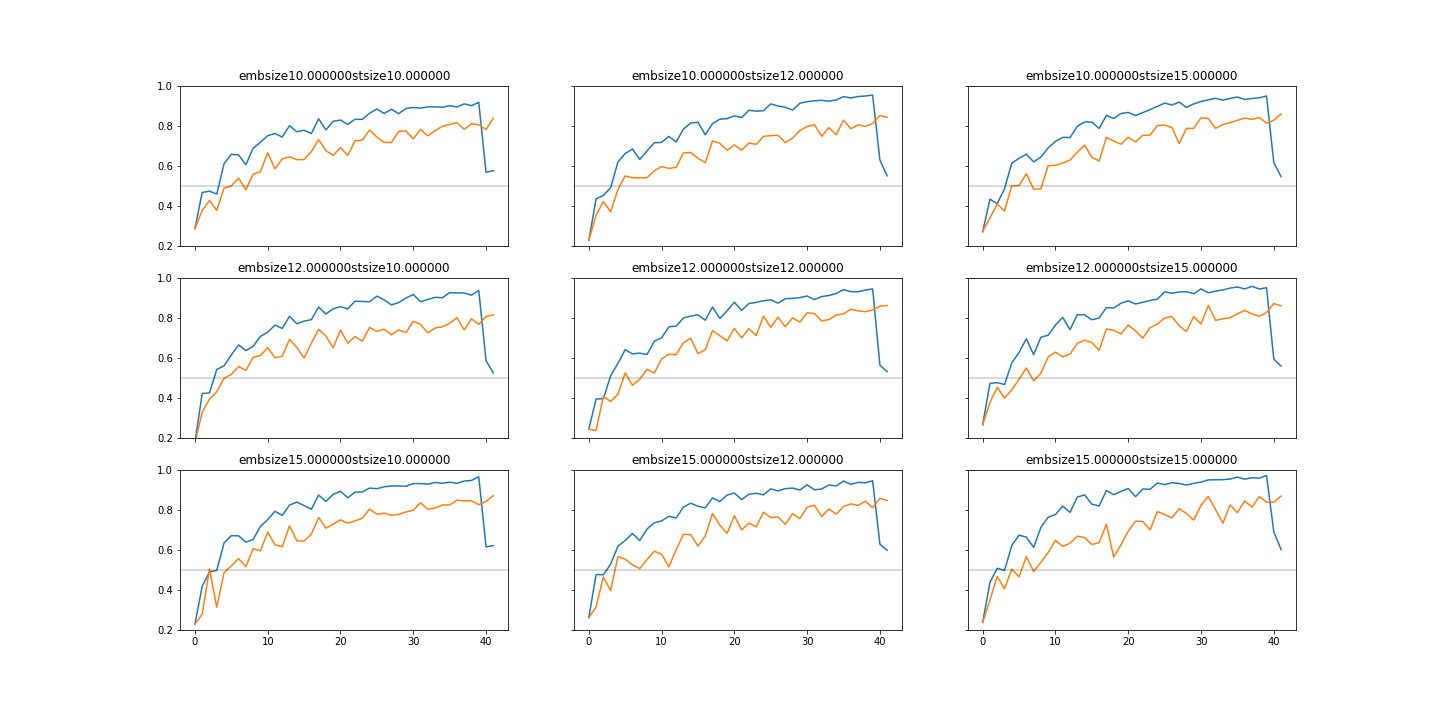 embsize10.000000stsize10.000000
embsize10.000000stsize12.000000
embsize10.000000stsize15.000000
1.0
0.8
0.6
0.4
0.2
embsize12.000000stsize10.000000
embsize12.000000stsize12.000000
embsize12.000000stsize15.000000
1.0
0.8
0.6
0.4
0.2
embsize15.000000stsize10.000000
embsize15.000000stsize12.000000
embsize15.000000stsize15.000000
1.0
0.8
0.6
0.4
0.2
0 10 20 30 40
0 10 20 30 40
0 10 20 30 40